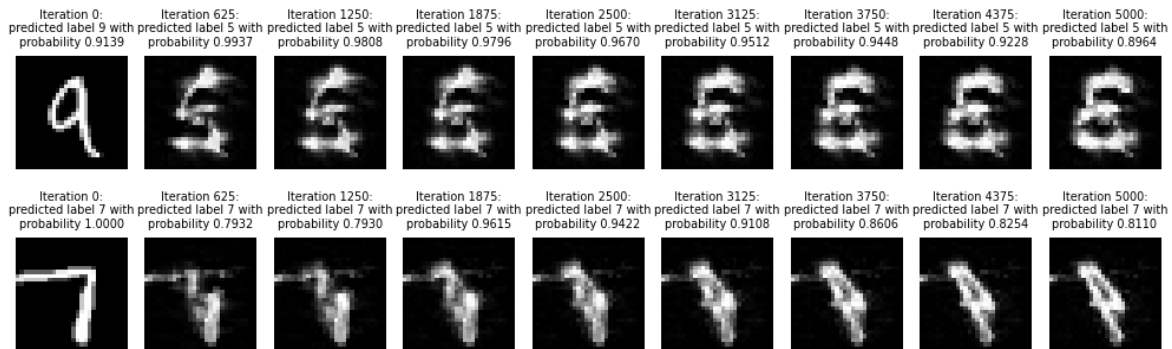 Iteration 0:
predicted label 9 with
probability 0.9139
Iteration 625:
predicted label 5 with
probability 0.9937
Iteration 1250:
predicted label 5 with
probability 0.9808
Iteration 1875:
predicted label 5 with
probability 0.9796
Iteration 2500:
predicted label 5 with
probability 0.9670
Iteration 3125:
predicted label 5 with
probability 0.9512
Iteration 3750:
predicted label 5 with
probability 0.9448
Iteration 4375:
predicted label 5 with
probability 0.9228
Iteration 5000:
predicted label 5 with
probability 0.8964
9
Iteration 0:
predicted label 7 with
probability 1.0000
Iteration 625:
predicted label 7 with
probability 0.7932
Iteration 1250:
predicted label 7 with
probability 0.7930
Iteration 1875:
predicted label 7 with
probability 0.9615
Iteration 2500:
predicted label 7 with
probability 0.9422
Iteration 3125:
predicted label 7 with
probability 0.9108
Iteration 3750:
predicted label 7 with
probability 0.8606
Iteration 4375:
predicted label 7 with
probability 0.8254
Iteration 5000:
predicted label 7 with
probability 0.8110
7